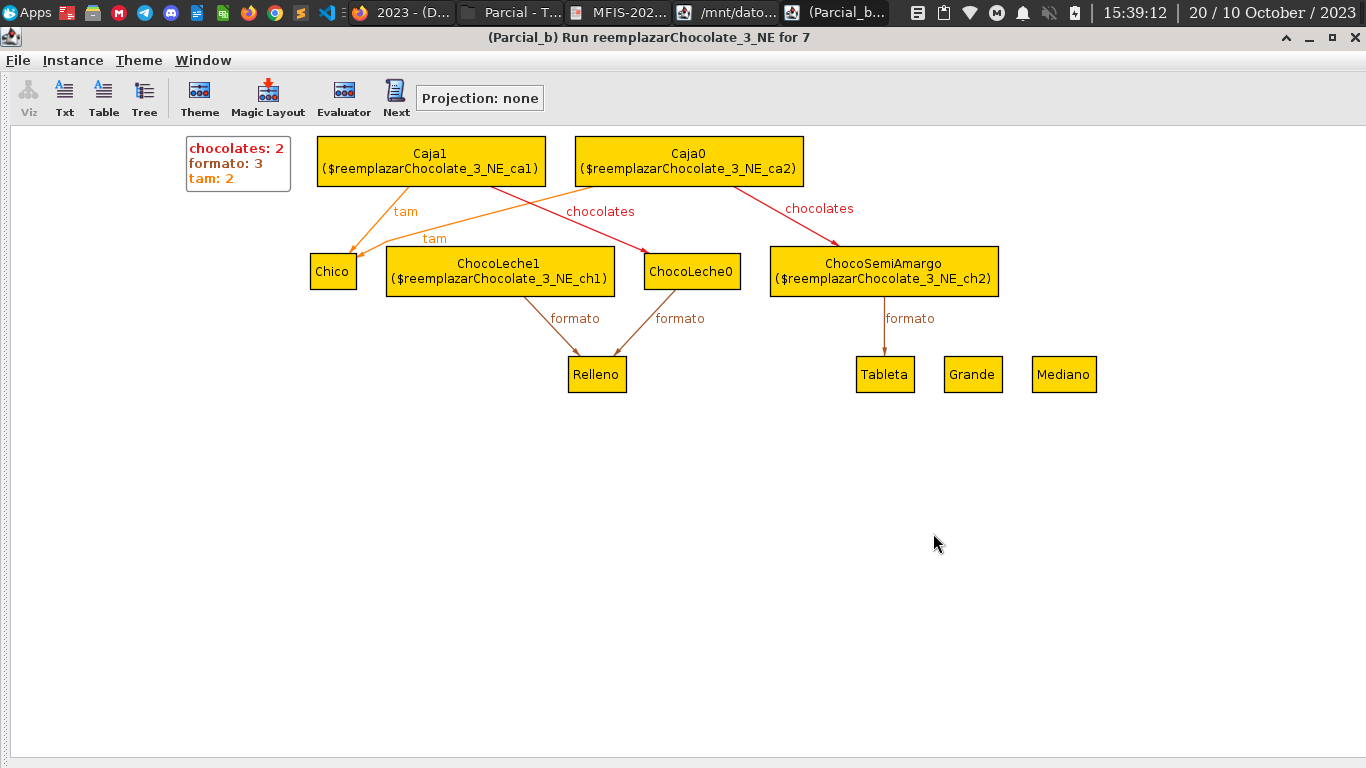 Apps
2023 - (D...
Parcial - T...
MFIS-202...
/mnt/dato...
(Parcial_b...
15:39:12
20 / 10 October / 2023
(Parcial_b) Run reemplazarChocolate_3_NE for 7
File Instance Theme Window
Viz Txt Table Tree Theme Magic Layout Evaluator Next
Projection: none
chocolates: 2
formato: 3
tam: 2
Caja1
($reemplazarChocolate_3_NE_ca1)
Caja0
($reemplazarChocolate_3_NE_ca2)
tam
chocolates
chocolates
tam
Chico
ChocoLeche1
($reemplazarChocolate_3_NE_ch1)
ChocoLeche0
ChocoSemiAmargo
($reemplazarChocolate_3_NE_ch2)
formato
formato
formato
Relleno
Tableta
Grande
Mediano